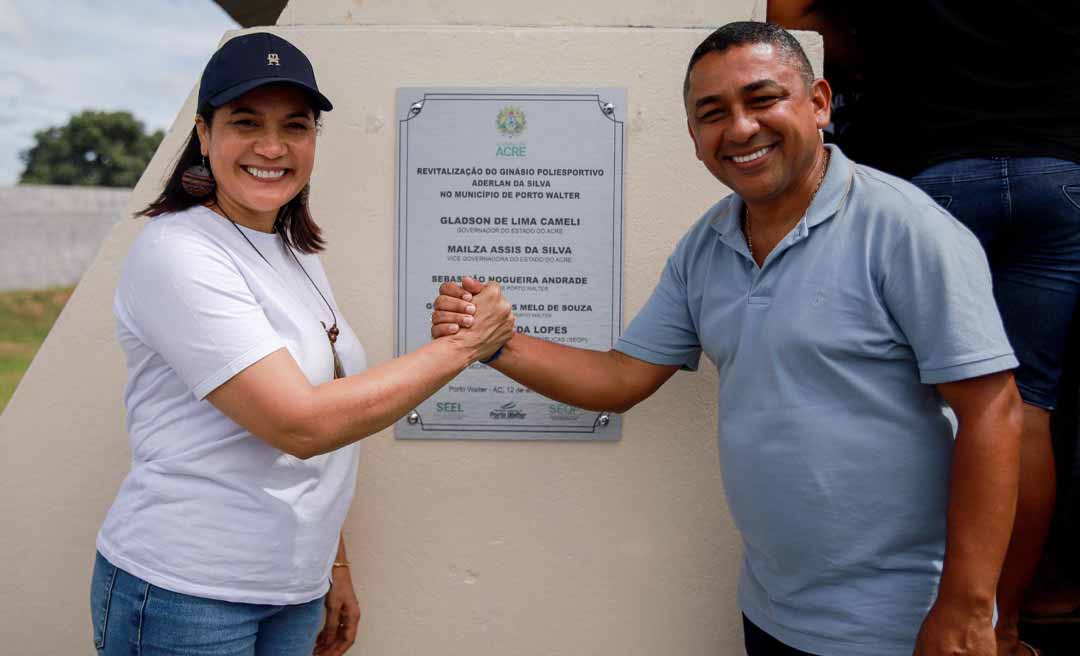 ACRE
REVITALIZAÇÃO DO GINÁSIO POLIESPORTIVO
ADERLAN DA SILVA
NO MUNICÍPIO DE PORTO WALTER
GLADSON DE LIMA CAMELI
GOVERNADOR DO ESTADO DO ACRE
MAILZA ASSIS DA SILVA
VICE GOVERNADORA DO ESTADO DO ACRE
NOGUEIRA ANDRADE
PORTO WALTER
MELO DE SOUZA
WALTER
DA LOPES
(SEOP)
Porto Walter - AC, 12 de
SEEL
Porto Walter
SEOP